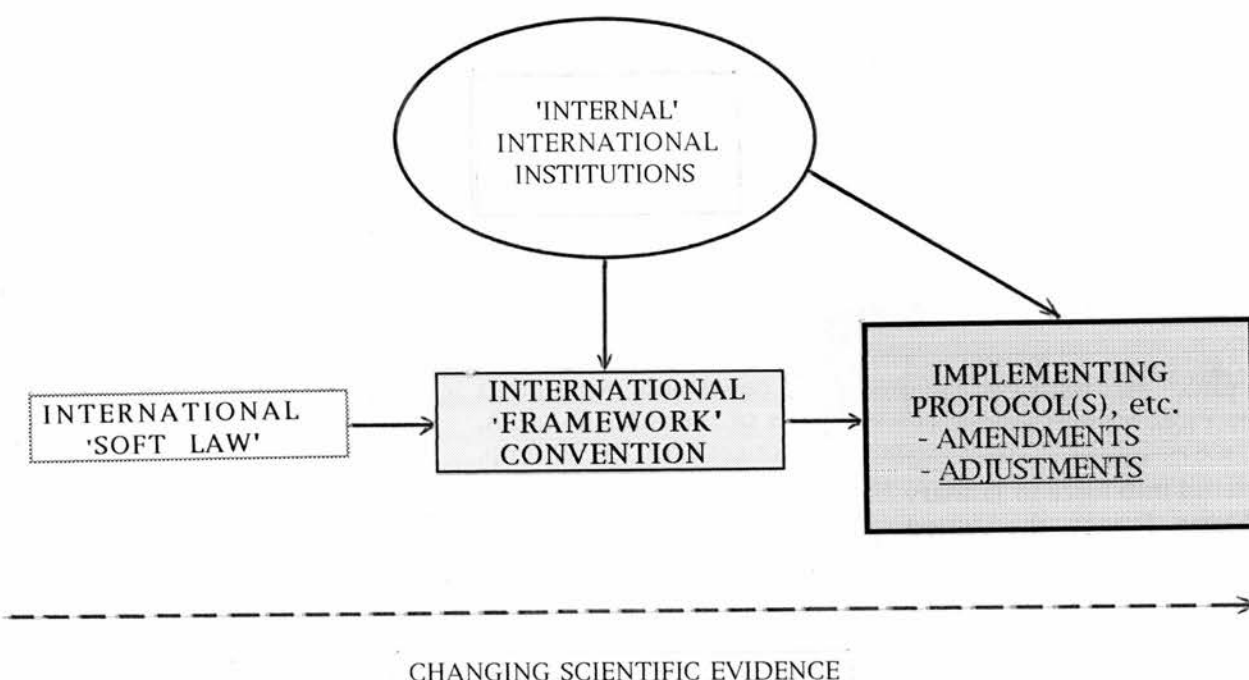 'INTERNAL'
INTERNATIONAL
INSTITUTIONS
INTERNATIONAL
'SOFT LAW'
INTERNATIONAL
'FRAMEWORK'
CONVENTION
IMPLEMENTING
PROTOCOL(S), etc.
- AMENDMENTS
- ADJUSTMENTS
CHANGING SCIENTIFIC EVIDENCE